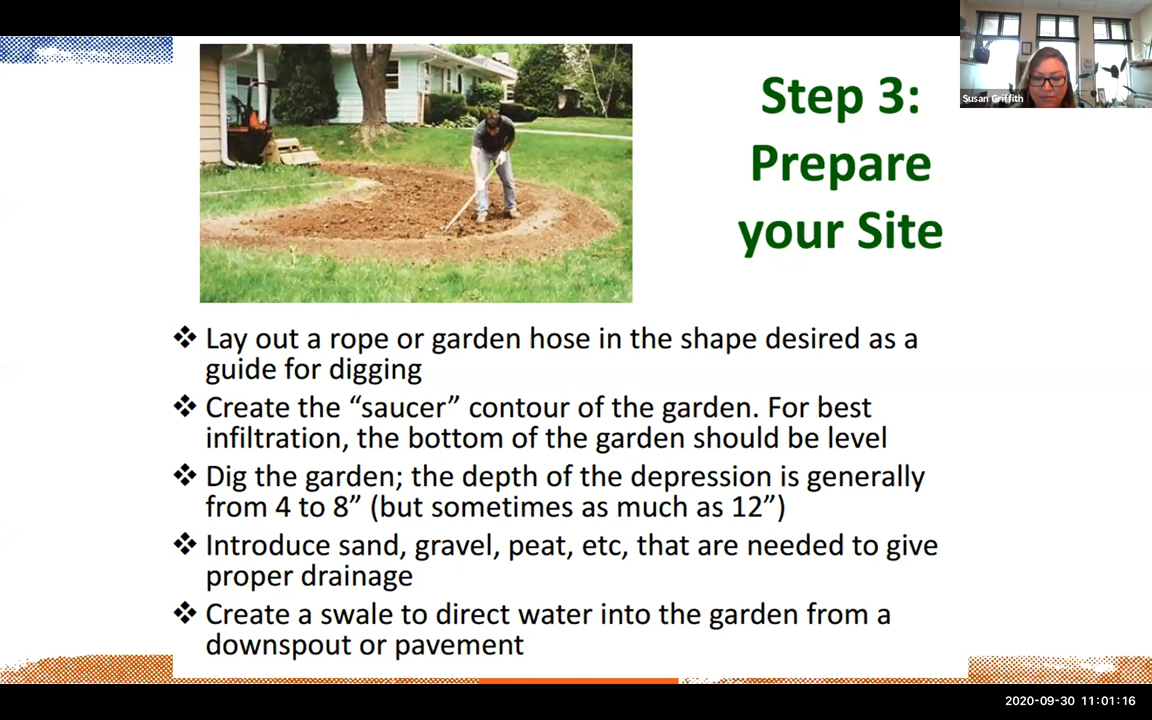 Susan Griffith
Step 3:
Prepare
your Site
❖ Lay out a rope or garden hose in the shape desired as a
guide for digging
❖ Create the “saucer” contour of the garden. For best
infiltration, the bottom of the garden should be level
❖ Dig the garden; the depth of the depression is generally
from 4 to 8” (but sometimes as much as 12”)
❖ Introduce sand, gravel, peat, etc, that are needed to give
proper drainage
❖ Create a swale to direct water into the garden from a
downspout or pavement
2020-09-30 11:01:16